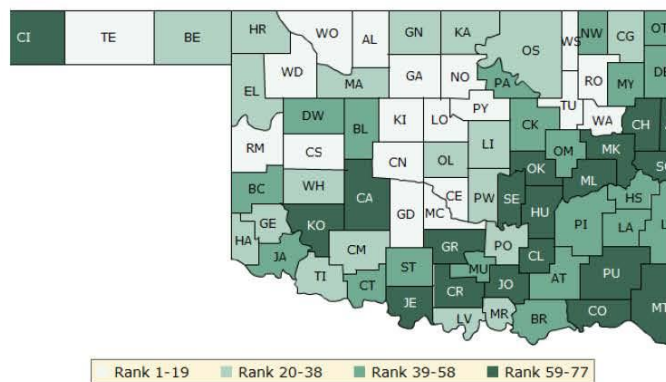 HR WO AL GN KA OS WS NW CG OT
CI TE BE
WD MA GA NO PA RO MY DE
EL
DW BL KI LO PY TU WA CH
CK
RM CS CN OL LI OM MK
OK ML
BC WH CA CE PW SE HU HS
GE KO GD MC PI LA
HA CM GR PO CL
JA ST MU AT PU
TI CT CR JO
JE LV MR BR CO MT
Rank 1-19 Rank 20-38 Rank 39-58 Rank 59-77